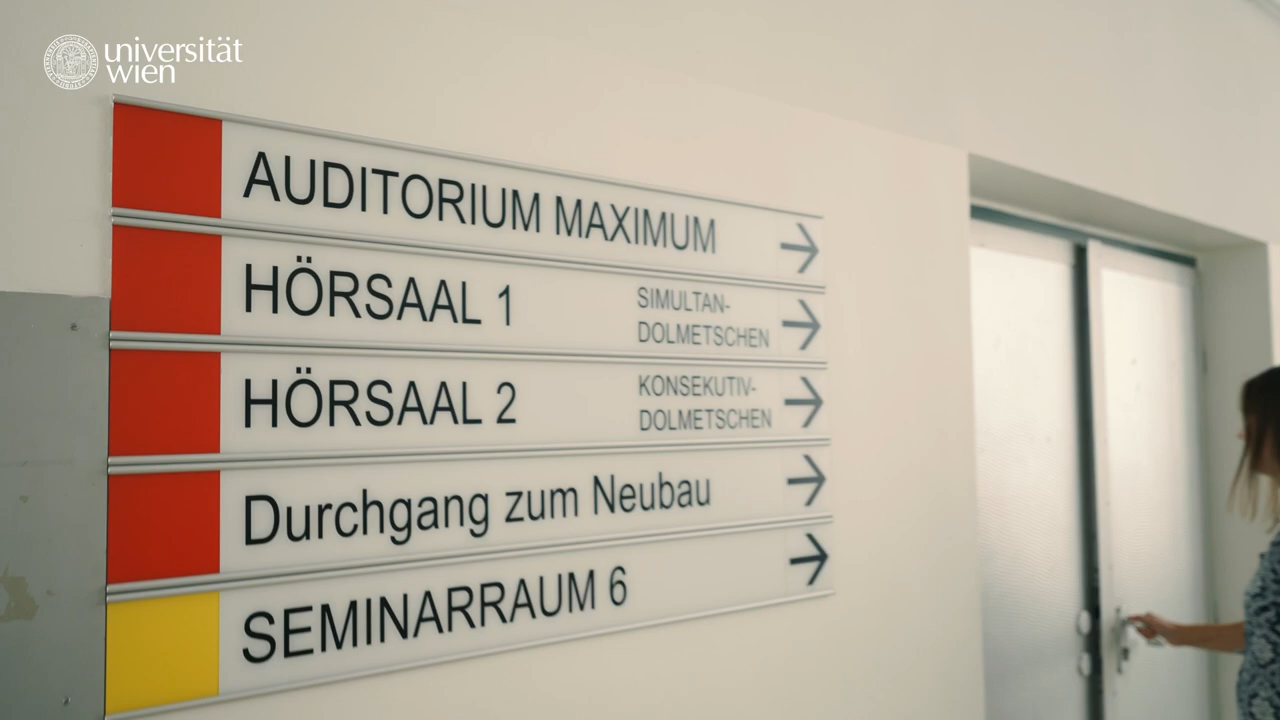 universität
wien
AUDITORIUM MAXIMUM
HÖRSAAL 1
SIMULTAN-
DOLMETSCHEN
HÖRSAAL 2
KONSEKUTIV-
DOLMETSCHEN
Durchgang zum Neubau
SEMINARRAUM 6